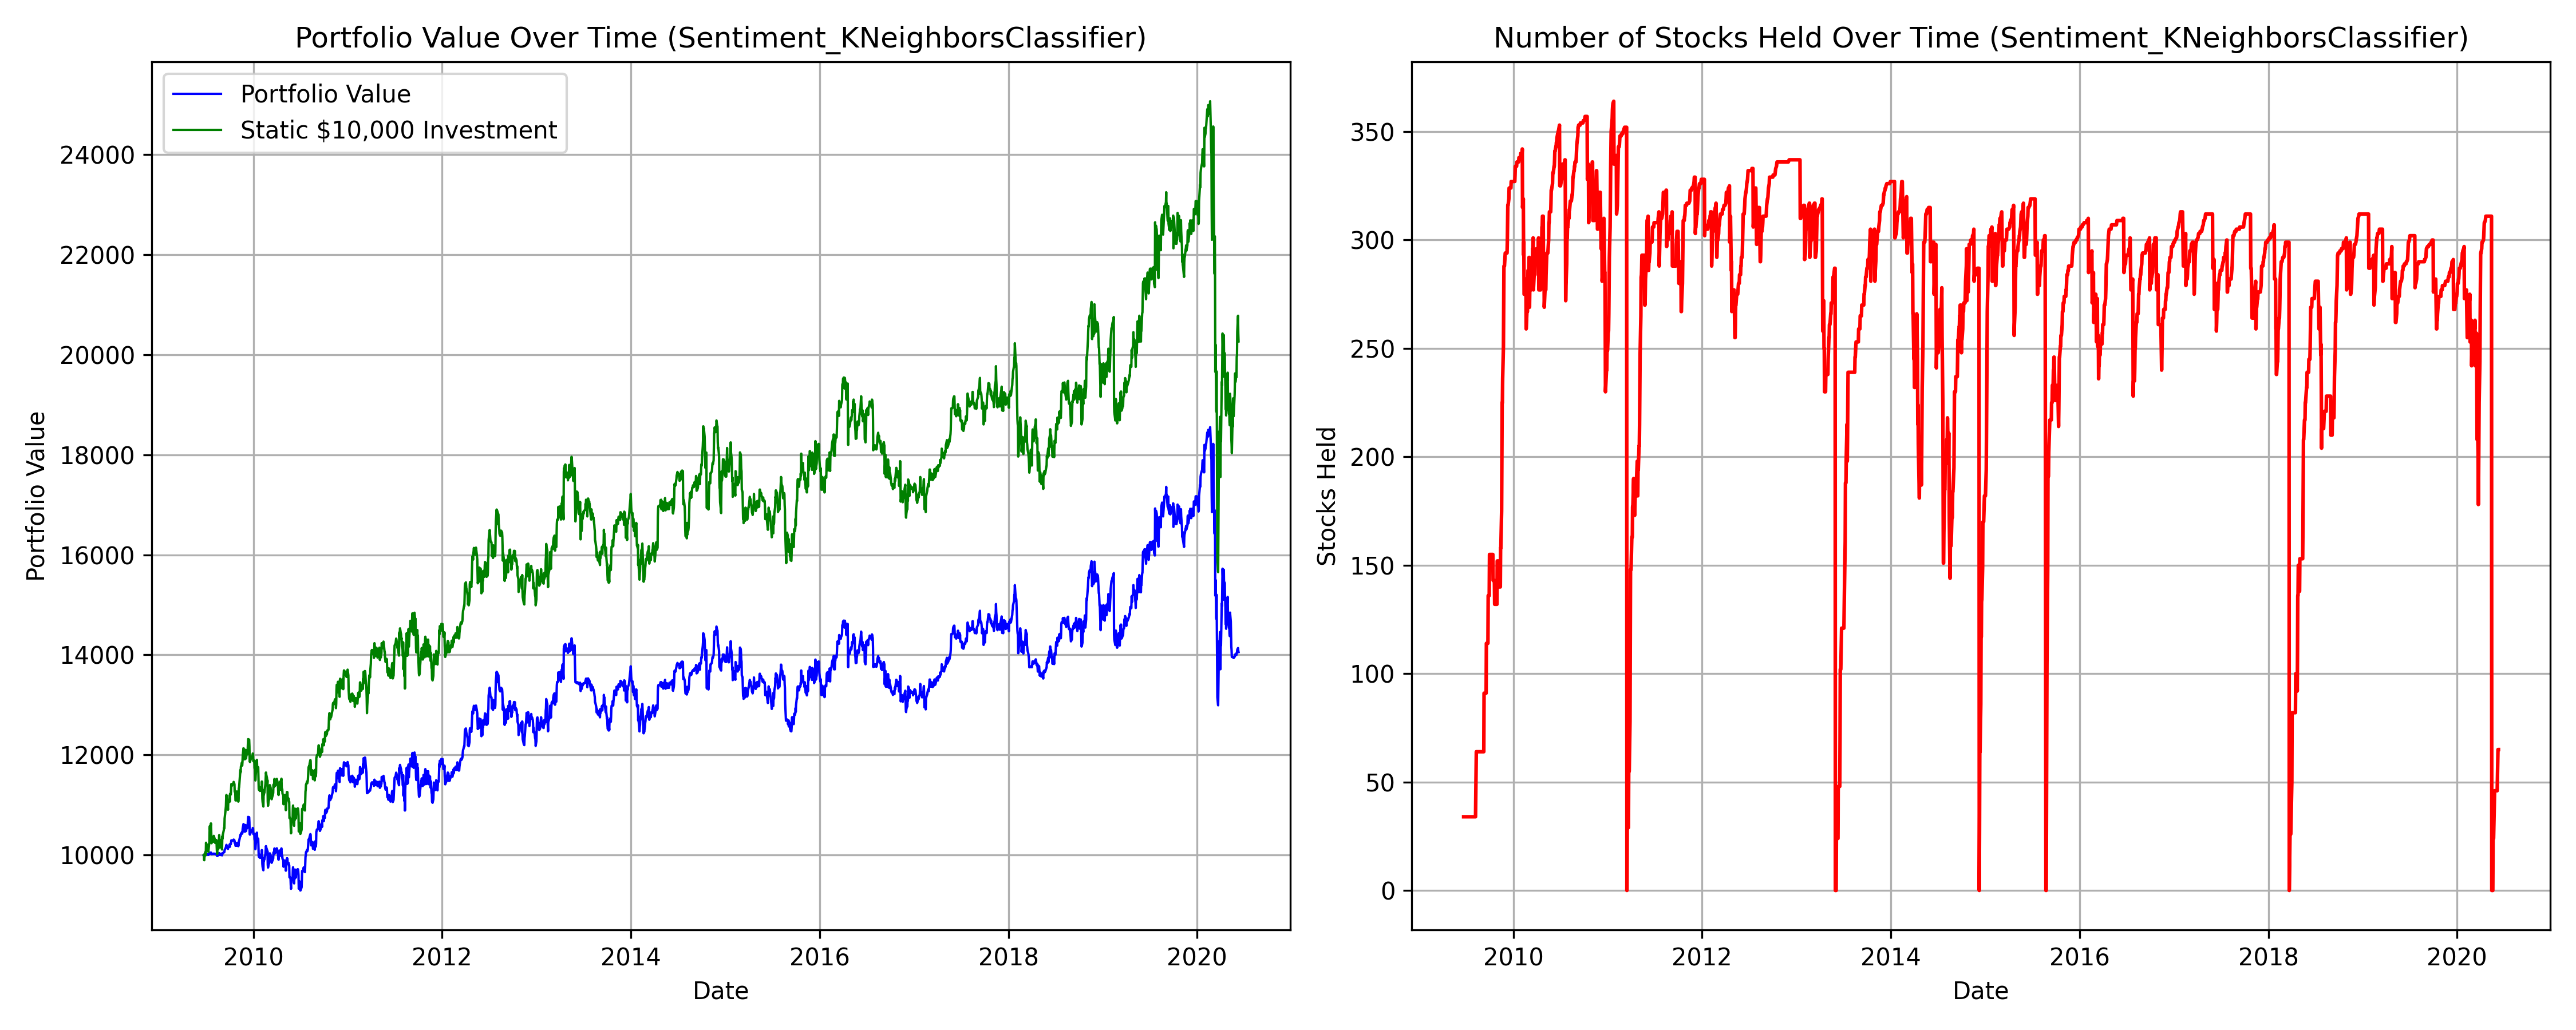 Portfolio Value Over Time (Sentiment_KNeighborsClassifier)
Portfolio Value
Static $10,000 Investment
24000
22000
20000
18000
16000
14000
12000
10000
Portfolio Value
2010 2012 2014 2016 2018 2020
Date
Number of Stocks Held Over Time (Sentiment_KNeighborsClassifier)
350
300
250
200
150
100
50
0
Stocks Held
2010 2012 2014 2016 2018 2020
Date